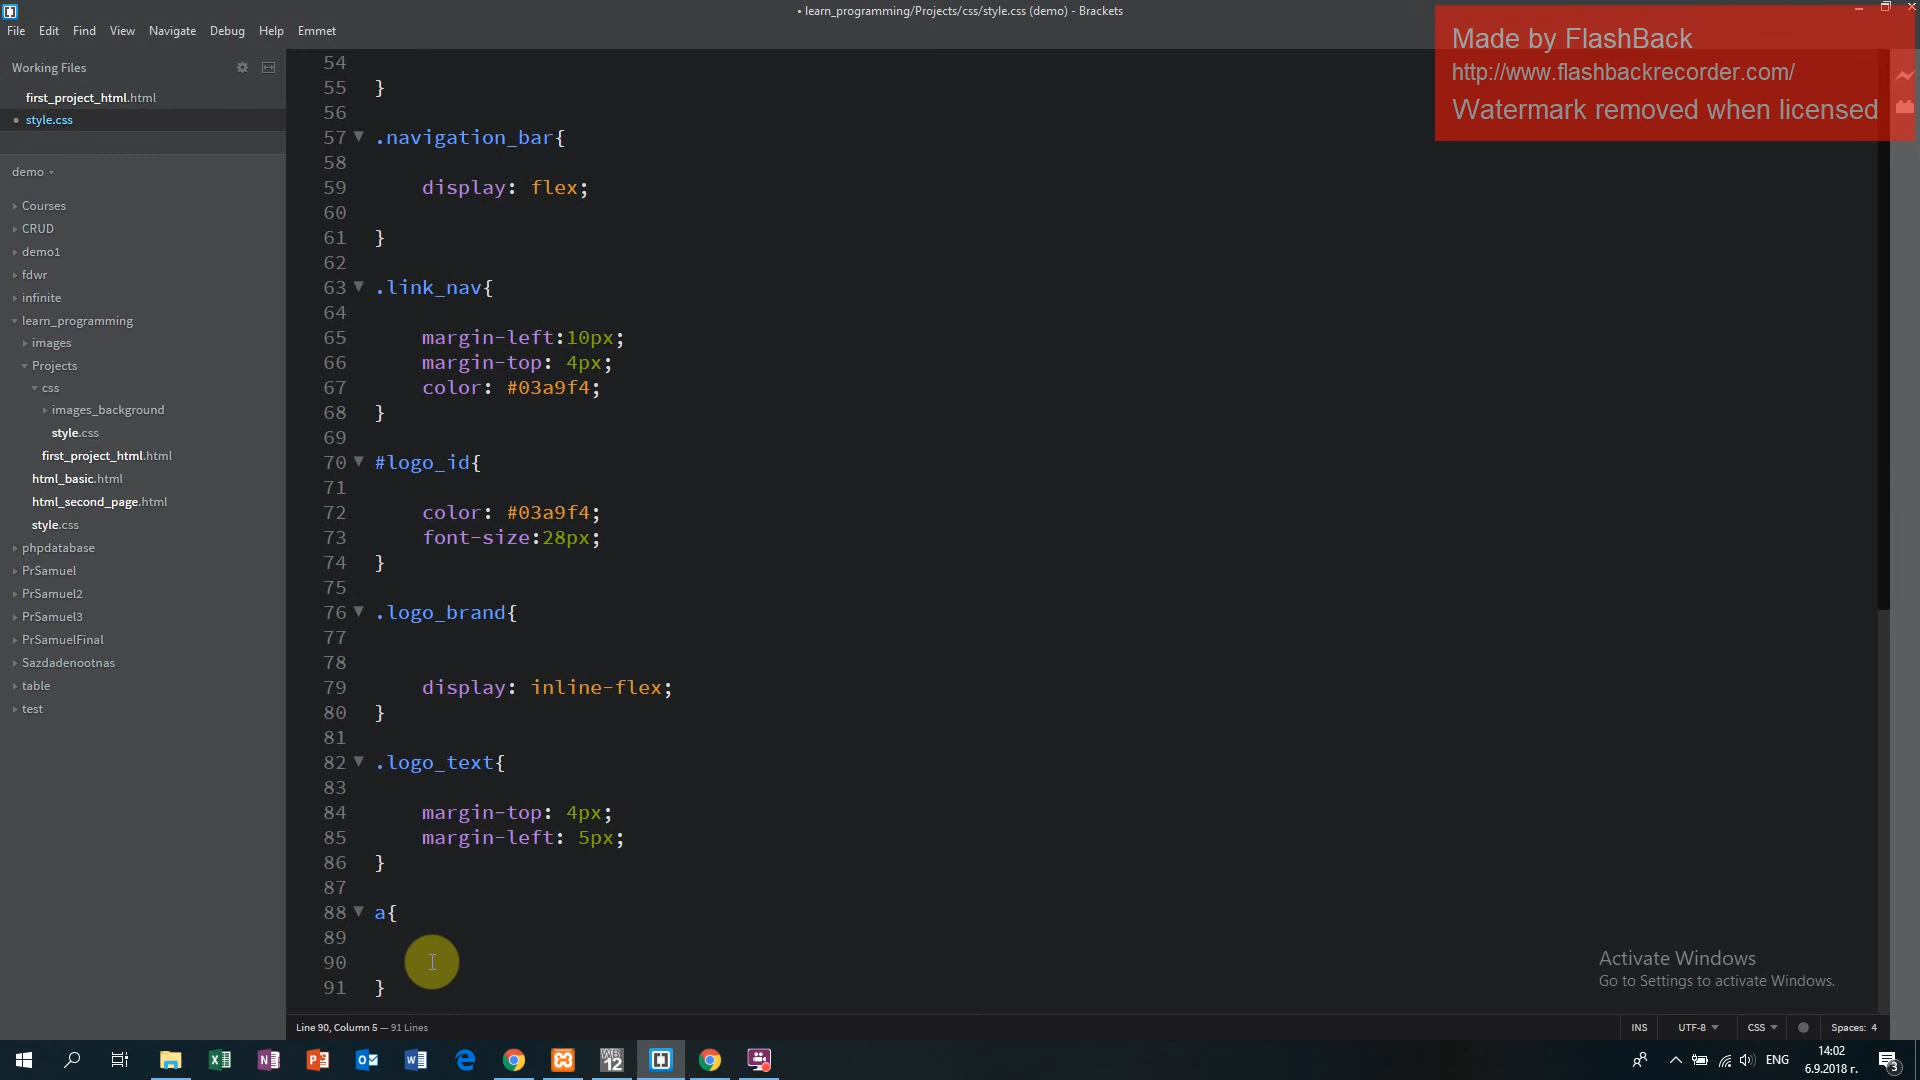 • learn_programming/Projects/css/style.css (demo) - Brackets
File Edit Find View Navigate Debug Help Emmet
Made by FlashBack
http://www.flashbackrecorder.com/
Watermark removed when licensed
Working Files
first_project_html.html
• style.css
demo
Courses
CRUD
demo1
fdwr
infinite
learn_programming
images
Projects
css
images_background
style.css
first_project_html.html
html_basic.html
html_second_page.html
style.css
phpdatabase
PrSamuel
PrSamuel2
PrSamuel3
PrSamuelFinal
Sazdadenootnas
table
test
54
55 }
56
57 .navigation_bar{
58
59 display: flex;
60
61 }
62
63 .link_nav{
64
65 margin-left:10px;
66 margin-top: 4px;
67 color: #03a9f4;
68 }
69
70 #logo_id{
71
72 color: #03a9f4;
73 font-size:28px;
74 }
75
76 .logo_brand{
77
78
79 display: inline-flex;
80 }
81
82 .logo_text{
83
84 margin-top: 4px;
85 margin-left: 5px;
86 }
87
88 a{
89
90
91 }
Activate Windows
Go to Settings to activate Windows.
Line 90, Column 5 — 91 Lines
INS UTF-8 CSS Spaces: 4
WB
12
ENG
14:02
6.9.2018 г.
3